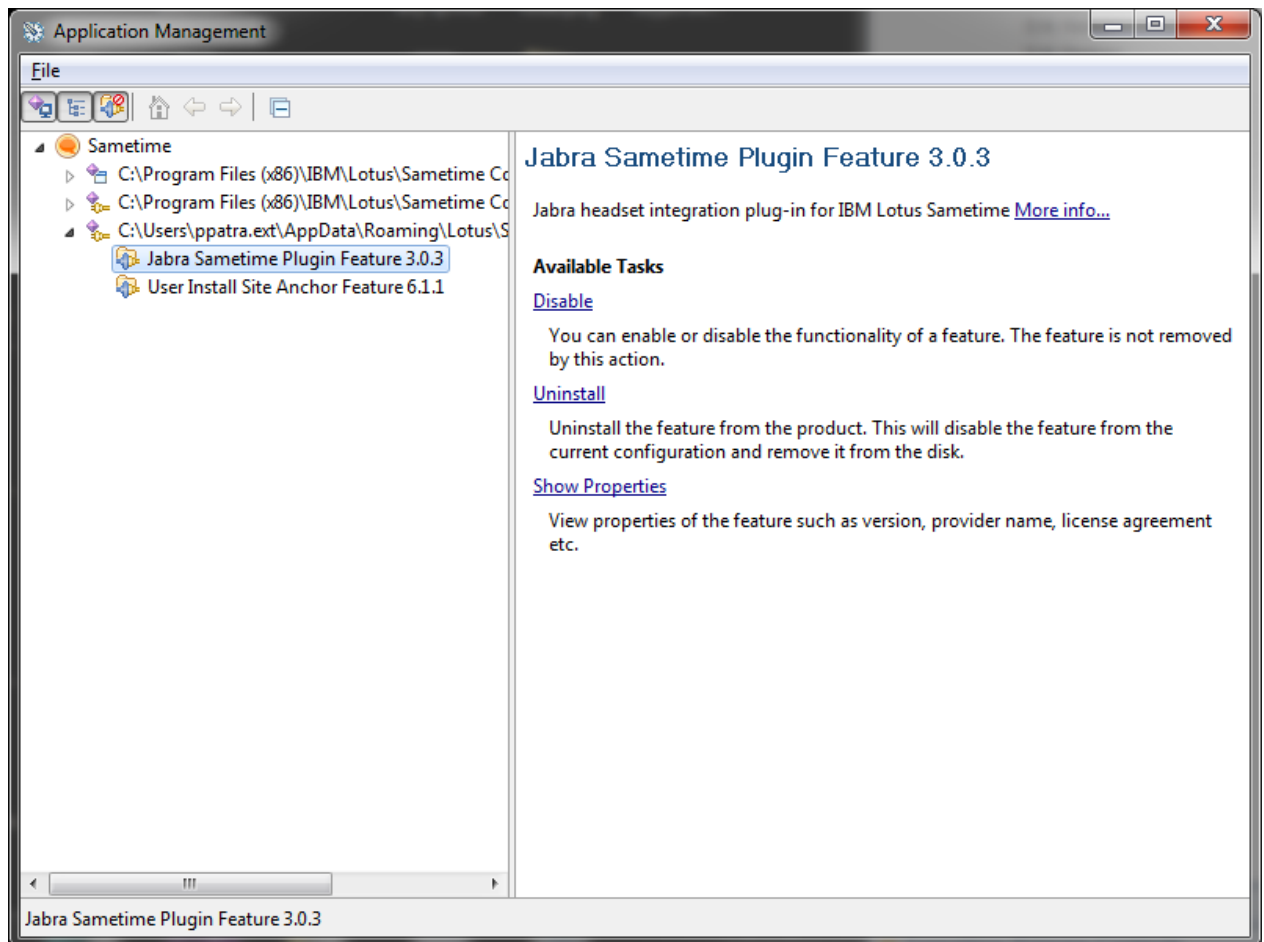 Application Management
File
Sametime
C:\Program Files (x86)\IBM\Lotus\Sametime Co
C:\Program Files (x86)\IBM\Lotus\Sametime Co
C:\Users\ppatra.ext\AppData\Roaming\Lotus\S
Jabra Sametime Plugin Feature 3.0.3
User Install Site Anchor Feature 6.1.1
Jabra Sametime Plugin Feature 3.0.3
Jabra headset integration plug-in for IBM Lotus Sametime More info...
Available Tasks
Disable
You can enable or disable the functionality of a feature. The feature is not removed
by this action.
Uninstall
Uninstall the feature from the product. This will disable the feature from the
current configuration and remove it from the disk.
Show Properties
View properties of the feature such as version, provider name, license agreement
etc.
Jabra Sametime Plugin Feature 3.0.3